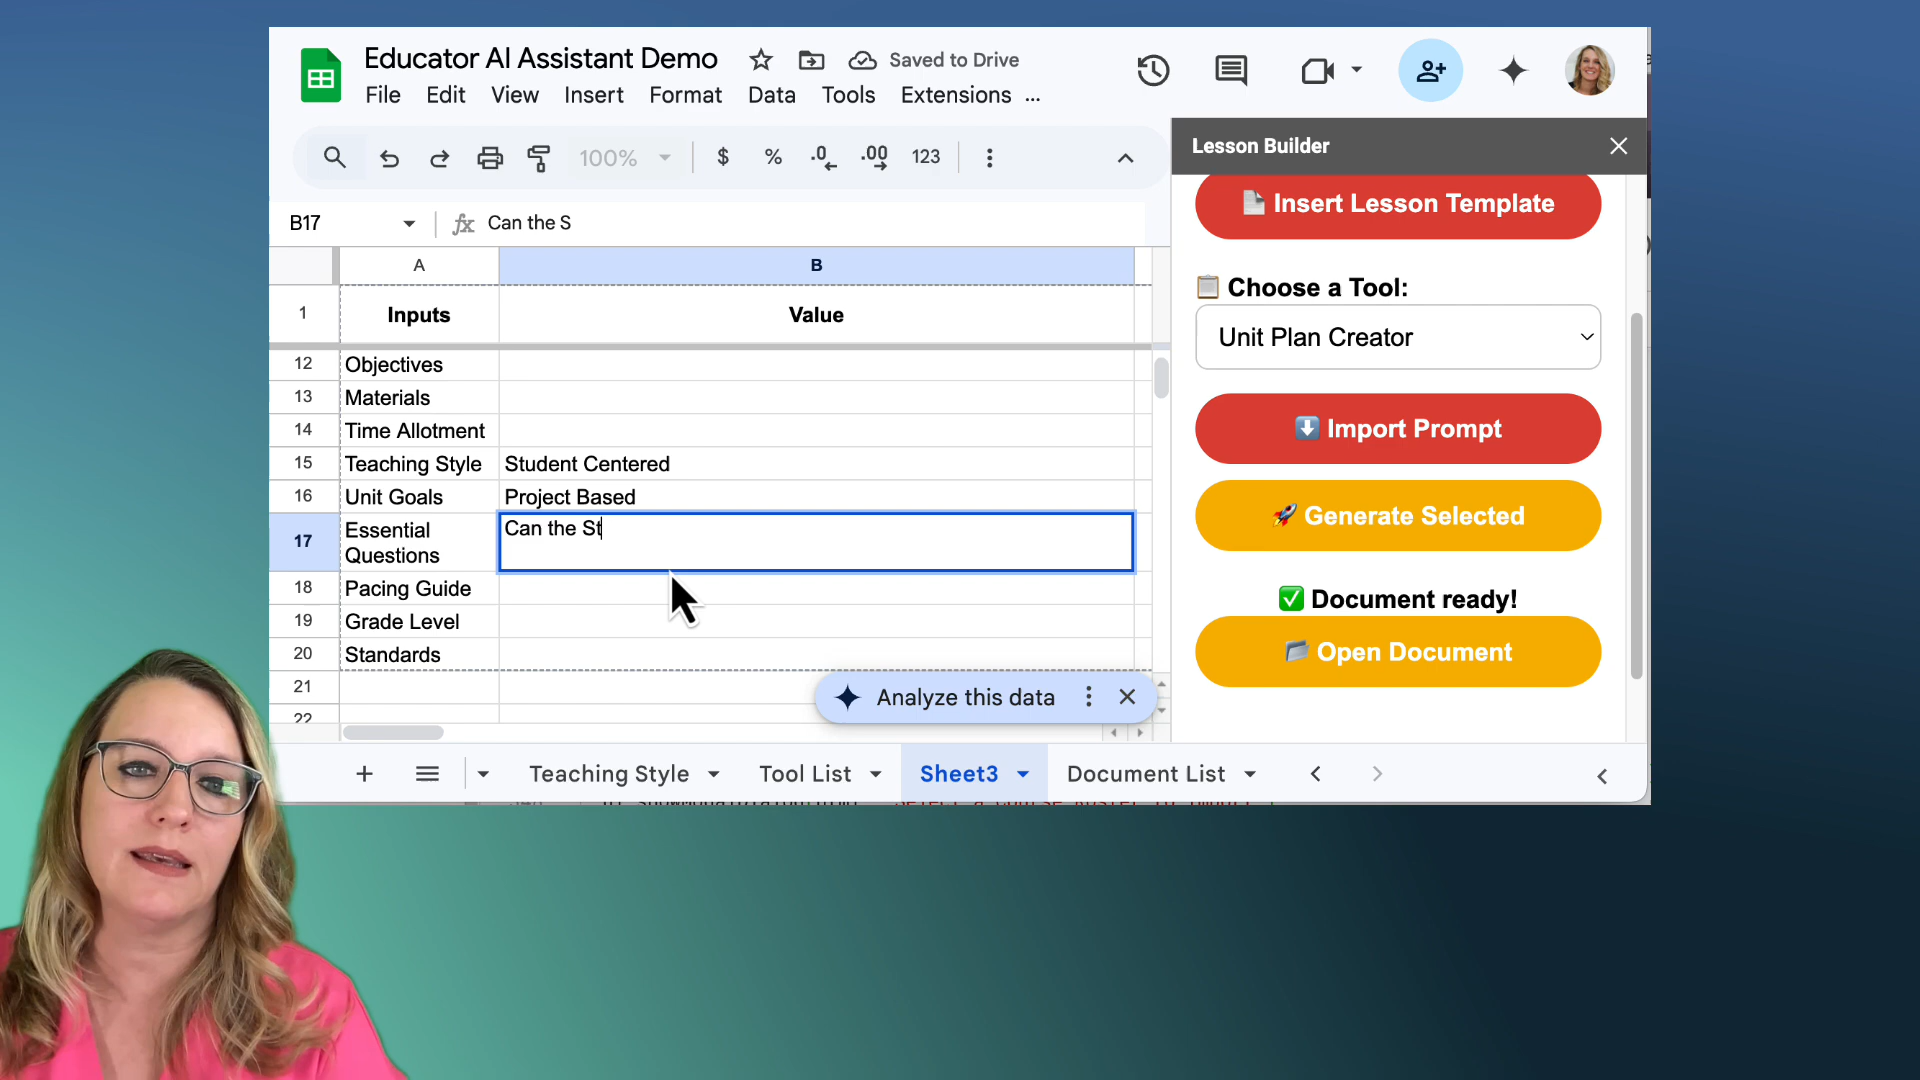 Educator AI Assistant Demo
Saved to Drive
File Edit View Insert Format Data Tools Extensions ...
100% $ % .0 .00 123
B17 fx Can the S
A B
1 Inputs Value
12 Objectives
13 Materials
14 Time Allotment
15 Teaching Style Student Centered
16 Unit Goals Project Based
17 Essential Questions Can the St
18 Pacing Guide
19 Grade Level
20 Standards
21
22
Analyze this data
Teaching Style Tool List Sheet3 Document List
Lesson Builder
Insert Lesson Template
Choose a Tool:
Unit Plan Creator
Import Prompt
Generate Selected
Document ready!
Open Document